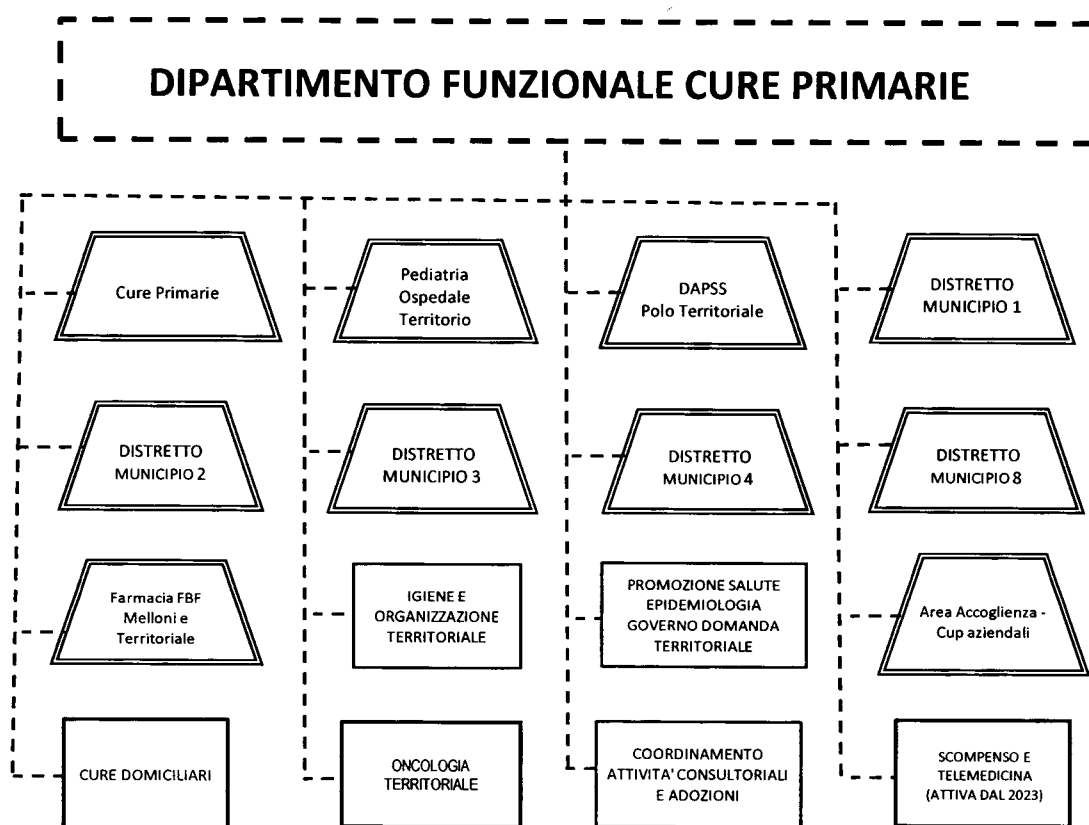 DIPARTIMENTO FUNZIONALE CURE PRIMARIE
Cure Primarie
Pediatria
Ospedale
Territorio
DAPSS
Polo Territoriale
DISTRETTO
MUNICIPIO 1
DISTRETTO
MUNICIPIO 2
DISTRETTO
MUNICIPIO 3
DISTRETTO
MUNICIPIO 4
DISTRETTO
MUNICIPIO 8
Farmacia FBF
Melloni e
Territoriale
IGIENE E
ORGANIZZAZIONE
TERRITORIALE
PROMOZIONE SALUTE
EPIDEMIOLOGIA
GOVERNO DOMANDA
TERRITORIALE
Area Accoglienza -
Cup aziendali
CURE DOMICILIARI
ONCOLOGIA
TERRITORIALE
COORDINAMENTO
ATTIVITA' CONSULTORIALI
E ADOZIONI
SCOMPENSO E
TELEMEDICINA
(ATTIVA DAL 2023)